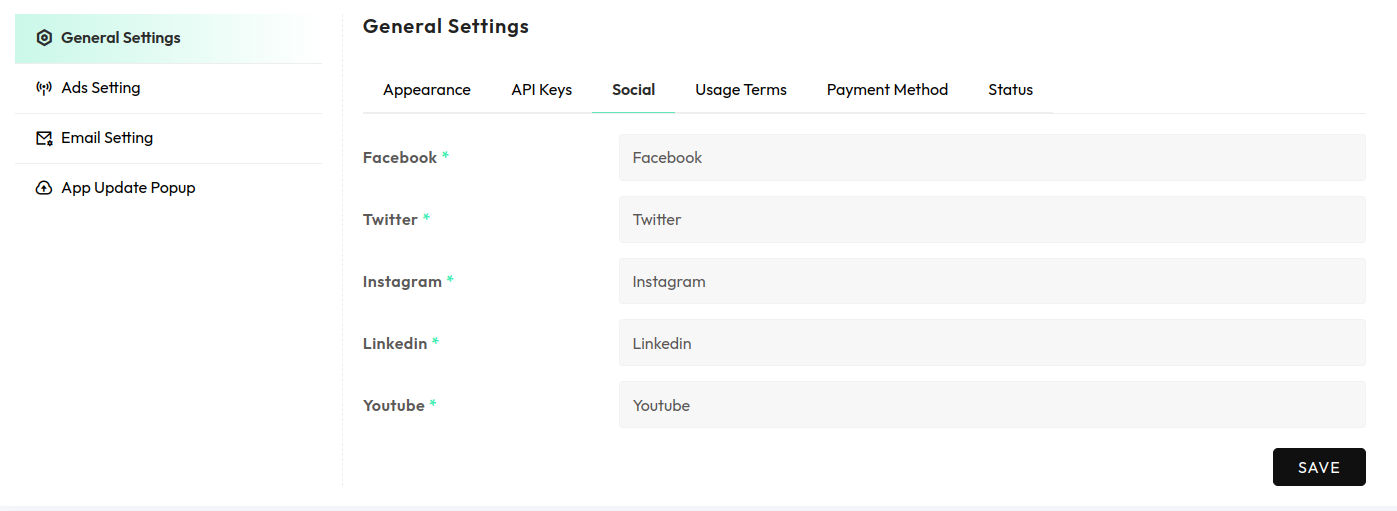 General Settings
Ads Setting
Email Setting
App Update Popup
General Settings
Appearance API Keys Social Usage Terms Payment Method Status
Facebook * Facebook
Twitter * Twitter
Instagram * Instagram
Linkedin * Linkedin
Youtube * Youtube
SAVE